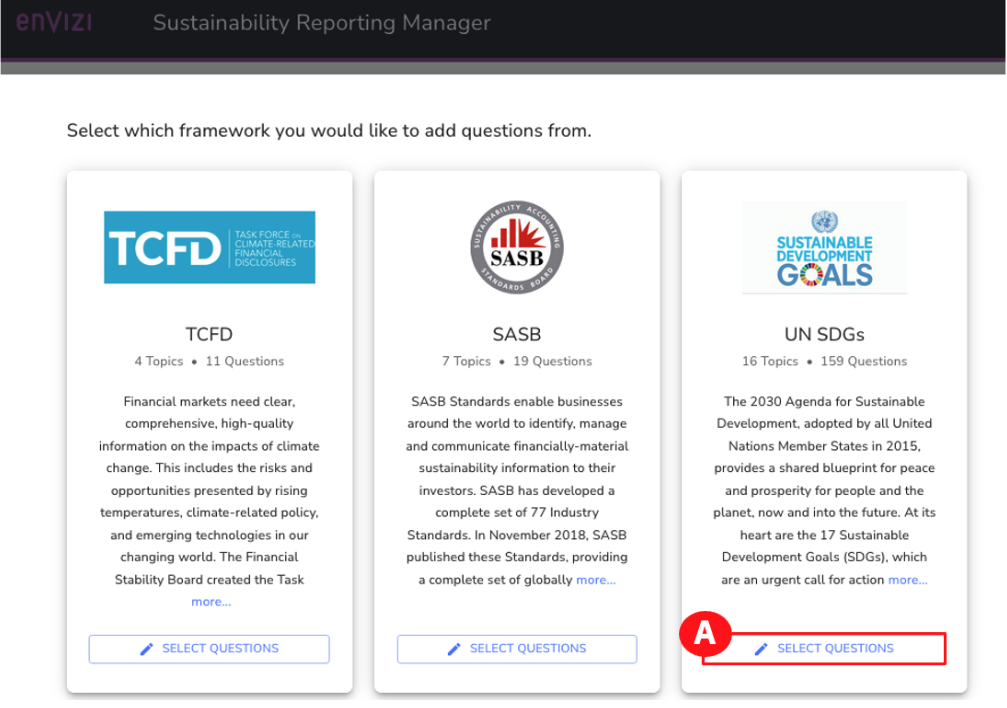 enVIZI
Sustainability Reporting Manager
Select which framework you would like to add questions from.
TCFD
TASK FORCE ON
CLIMATE-RELATED
FINANCIAL
DISCLOSURES
TCFD
4 Topics • 11 Questions
Financial markets need clear,
comprehensive, high-quality
information on the impacts of climate
change. This includes the risks and
opportunities presented by rising
temperatures, climate-related policy,
and emerging technologies in our
changing world. The Financial
Stability Board created the Task
more...
SELECT QUESTIONS
SUSTAINABILITY ACCOUNTING
SASB
STANDARDS BOARD
SASB
7 Topics • 19 Questions
SASB Standards enable businesses
around the world to identify, manage
and communicate financially-material
sustainability information to their
investors. SASB has developed a
complete set of 77 Industry
Standards. In November 2018, SASB
published these Standards, providing
a complete set of globally more...
SELECT QUESTIONS
SUSTAINABLE
DEVELOPMENT
GOALS
UN SDGs
16 Topics • 159 Questions
The 2030 Agenda for Sustainable
Development, adopted by all United
Nations Member States in 2015,
provides a shared blueprint for peace
and prosperity for people and the
planet, now and into the future. At its
heart are the 17 Sustainable
Development Goals (SDGs), which
are an urgent call for action more...
A
SELECT QUESTIONS